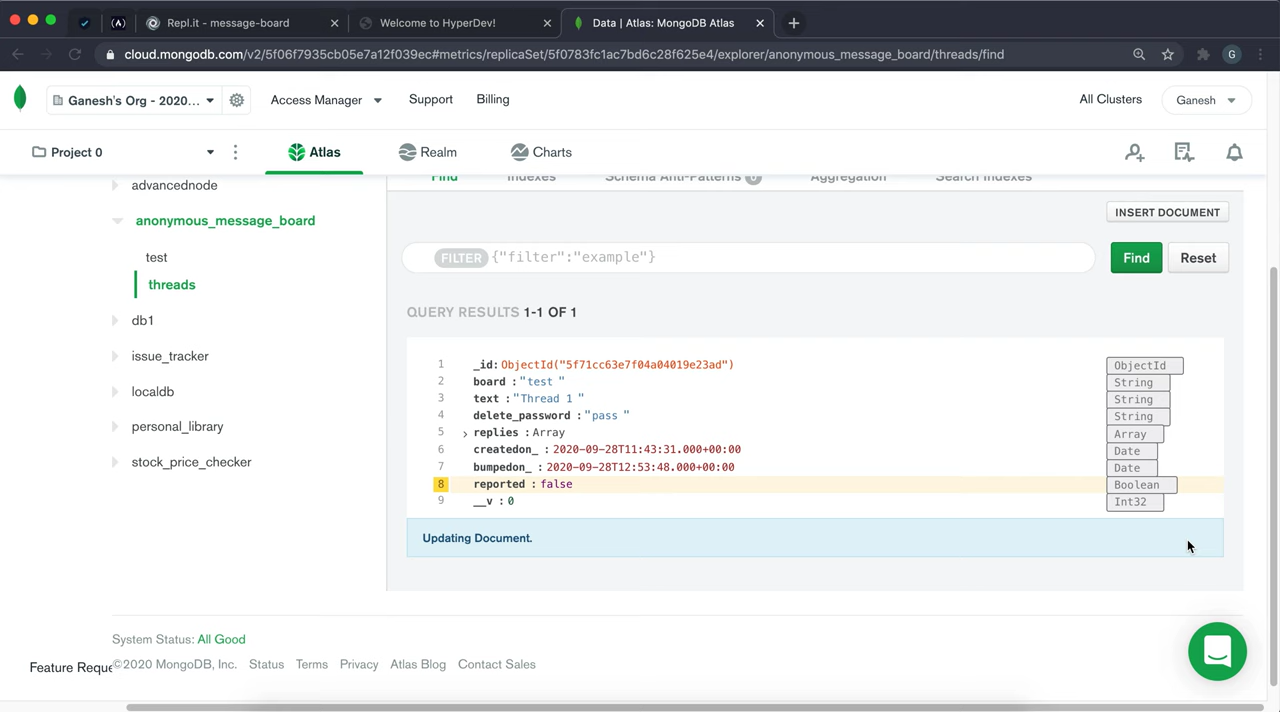 Repl.it - message-board
Welcome to HyperDev!
Data | Atlas: MongoDB Atlas
cloud.mongodb.com/v2/5f06f7935cb05e7a12f039ec#metrics/replicaSet/5f0783fc1ac7bd6c28f625e4/explorer/anonymous_message_board/threads/find
G
Ganesh's Org - 2020...
Access Manager
Support
Billing
All Clusters
Ganesh
Project 0
Atlas
Realm
Charts
Find
Indexes
Schema Anti-Patterns 0
Aggregation
Search Indexes
advancednode
anonymous_message_board
test
threads
db1
issue_tracker
localdb
personal_library
stock_price_checker
INSERT DOCUMENT
FILTER {"filter":"example"}
Find
Reset
QUERY RESULTS 1-1 OF 1
1 _id: ObjectId("5f71cc63e7f04a04019e23ad") ObjectId
2 board : "test " String
3 text : "Thread 1 " String
4 delete_password : "pass " String
5 replies : Array Array
6 createdon_ : 2020-09-28T11:43:31.000+00:00 Date
7 bumpedon_ : 2020-09-28T12:53:48.000+00:00 Date
8 reported : false Boolean
9 __v : 0 Int32
Updating Document.
System Status: All Good
Feature Reque
©2020 MongoDB, Inc.
Status
Terms
Privacy
Atlas Blog
Contact Sales